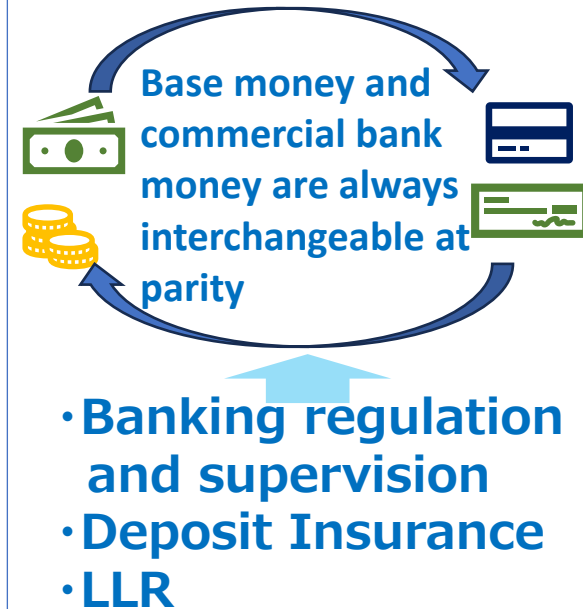 Base money and
commercial bank
money are always
interchangeable at
parity
・Banking regulation
and supervision
・Deposit Insurance
・LLR